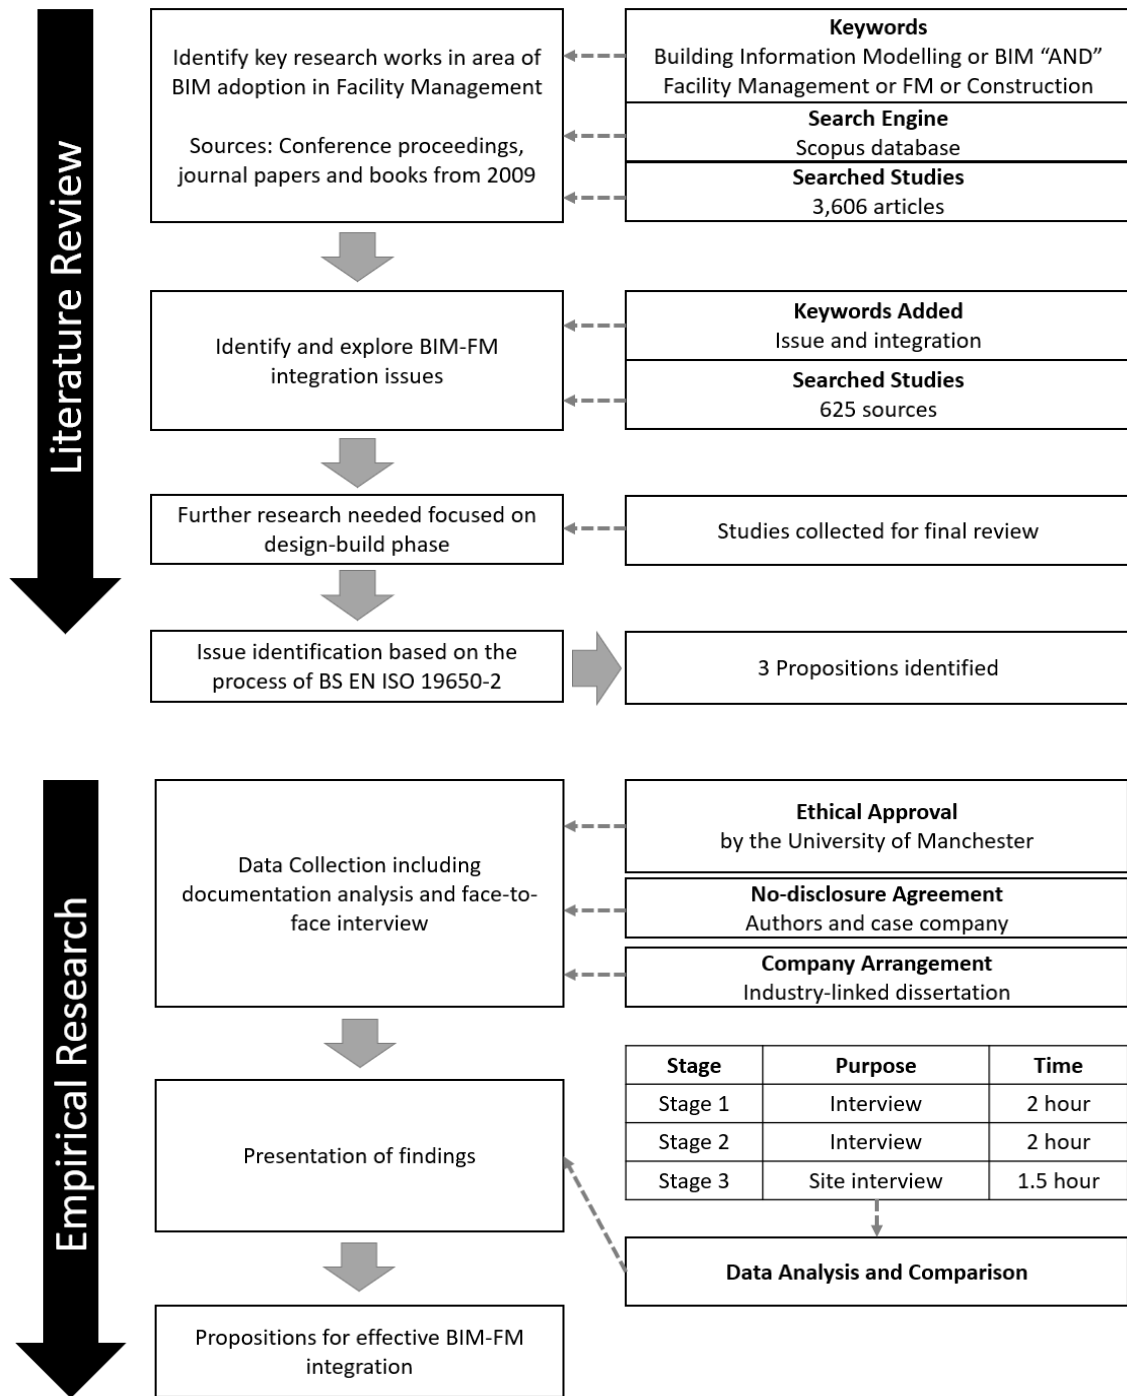 Literature Review
Identify key research works in area of
BIM adoption in Facility Management
Sources: Conference proceedings,
journal papers and books from 2009
Keywords
Building Information Modelling or BIM “AND”
Facility Management or FM or Construction
Search Engine
Scopus database
Searched Studies
3,606 articles
Identify and explore BIM-FM
integration issues
Keywords Added
Issue and integration
Searched Studies
625 sources
Further research needed focused on
design-build phase
Studies collected for final review
Issue identification based on the
process of BS EN ISO 19650-2
3 Propositions identified
Empirical Research
Data Collection including
documentation analysis and face-to-
face interview
Ethical Approval
by the University of Manchester
No-disclosure Agreement
Authors and case company
Company Arrangement
Industry-linked dissertation
Presentation of findings
Stage Purpose Time
Stage 1 Interview 2 hour
Stage 2 Interview 2 hour
Stage 3 Site interview 1.5 hour
Data Analysis and Comparison
Propositions for effective BIM-FM
integration